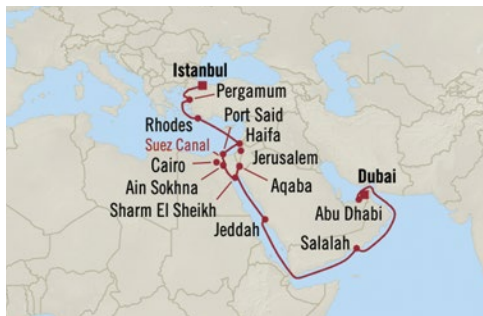 Istanbul
Pergamum
Port Said
Rhodes
Haifa
Suez Canal
Jerusalem
Cairo
Ain Sokhna
Aqaba
Dubai
Sharm El Sheikh
Abu Dhabi
Jeddah
Salalah